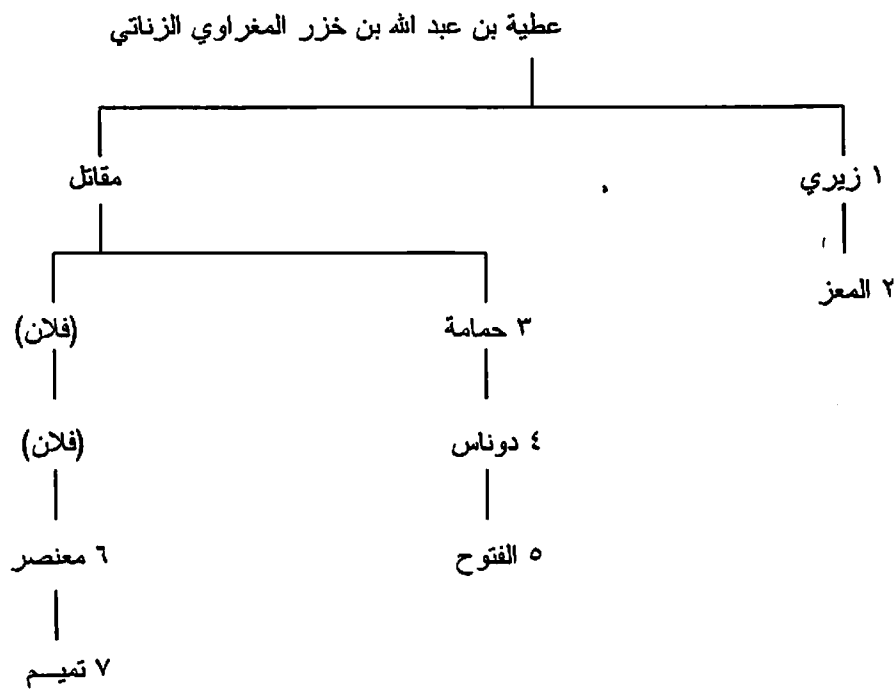 عطية بن عبد الله بن خزر المغراوي الزناتي
١ زيري
مقاتل
٢ المعز
٣ حمامة
(فلان)
٤ دوناس
(فلان)
٥ الفتوح
٦ معنصر
٧ تميـــم